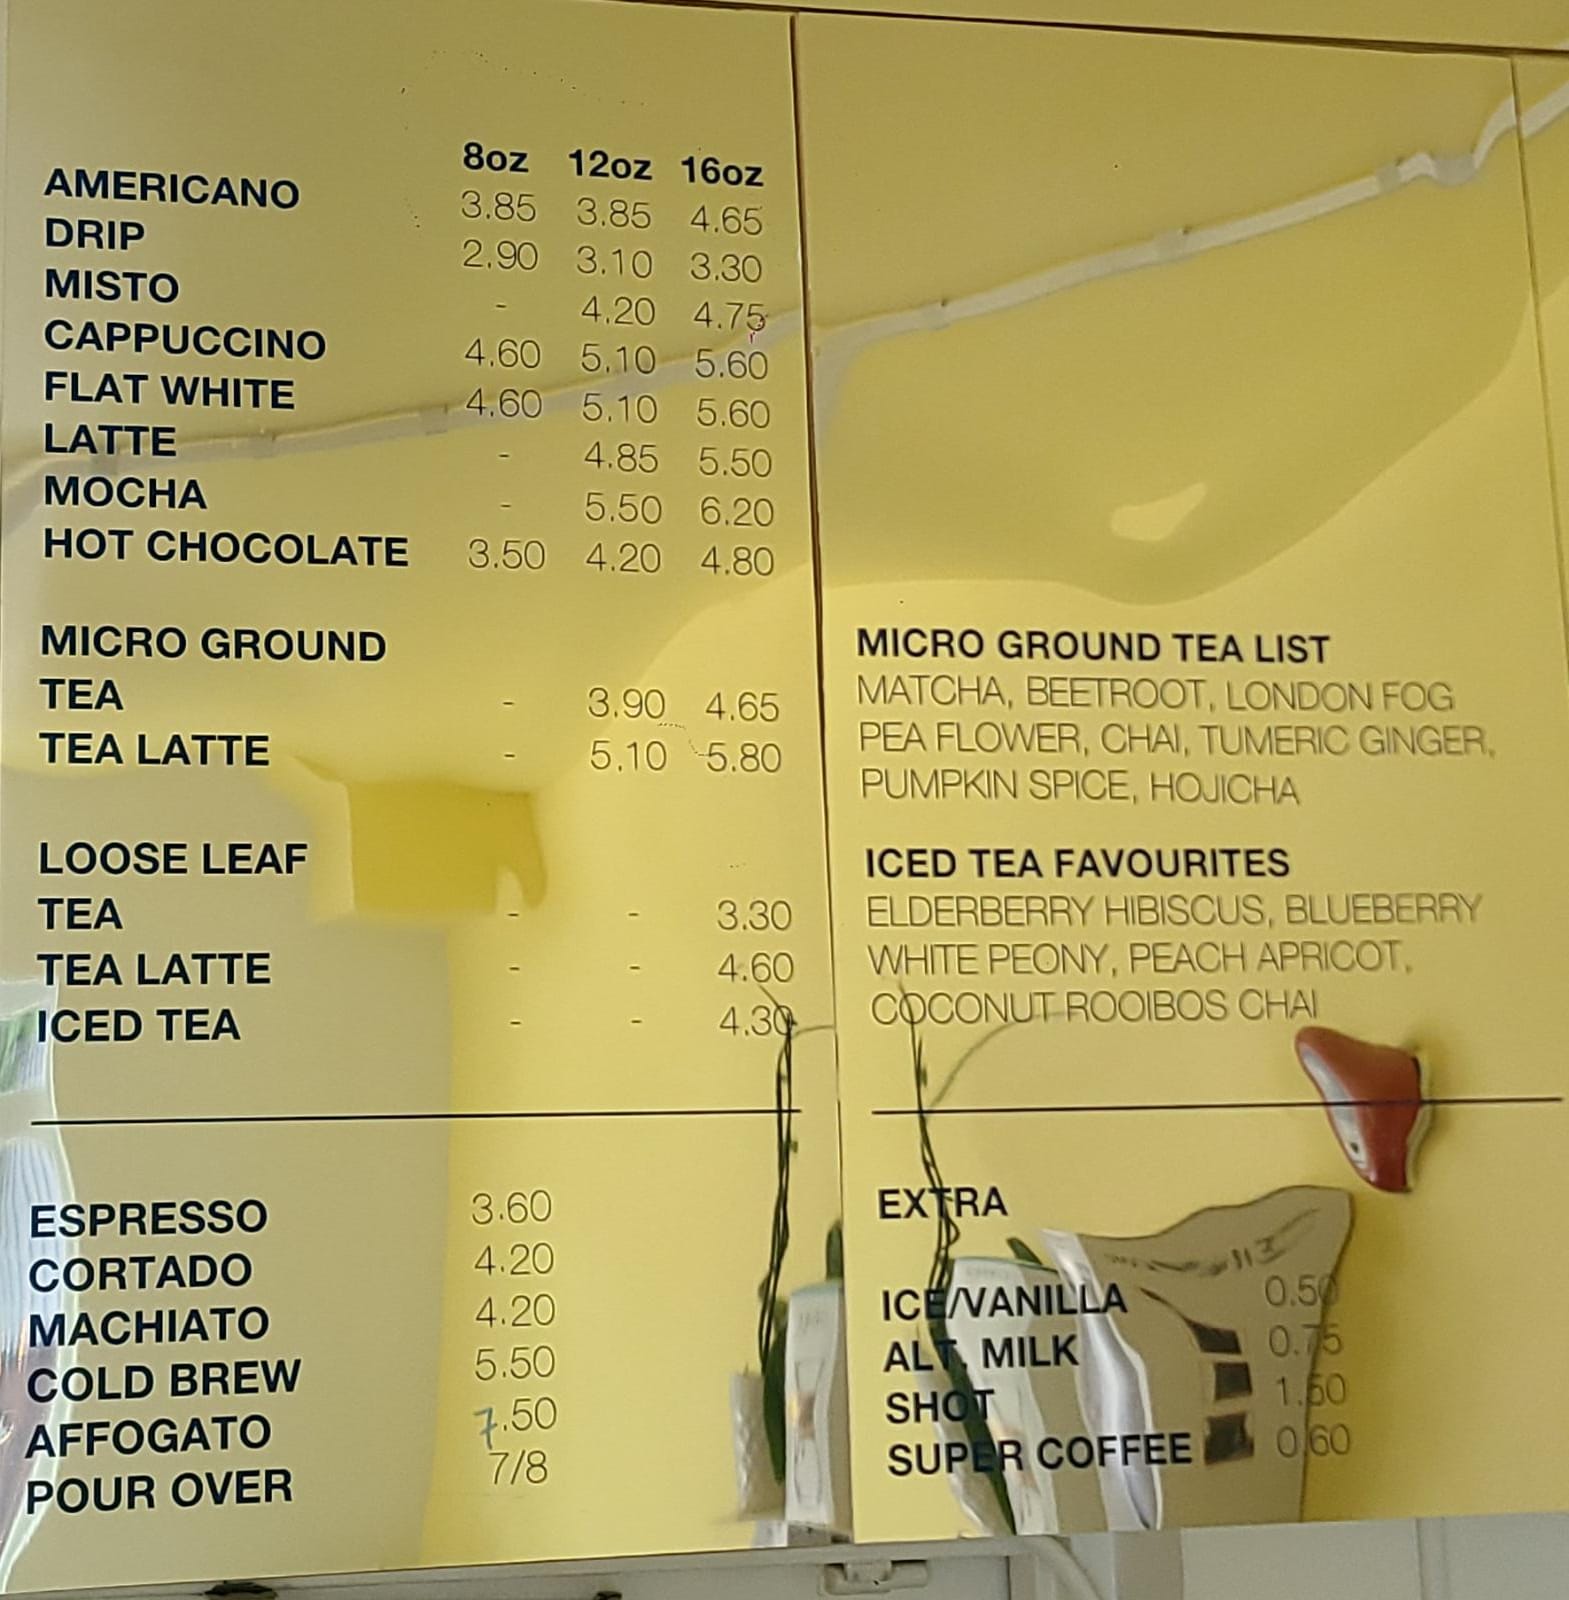 8oz 12oz 16oz
AMERICANO 3.85 3.85 4.65
DRIP 2.90 3.10 3.30
MISTO - 4.20 4.75
CAPPUCCINO 4.60 5.10 5.60
FLAT WHITE 4.60 5.10 5.60
LATTE - 4.85 5.50
MOCHA - 5.50 6.20
HOT CHOCOLATE 3.50 4.20 4.80
MICRO GROUND
TEA - 3.90 4.65
TEA LATTE - 5.10 5.80
LOOSE LEAF
TEA - - 3.30
TEA LATTE - - 4.60
ICED TEA - - 4.30
ESPRESSO 3.60
CORTADO 4.20
MACHIATO 4.20
COLD BREW 5.50
AFFOGATO 7.50
POUR OVER 7/8
MICRO GROUND TEA LIST
MATCHA, BEETROOT, LONDON FOG
PEA FLOWER, CHAI, TUMERIC GINGER,
PUMPKIN SPICE, HOJICHA
ICED TEA FAVOURITES
ELDERBERRY HIBISCUS, BLUEBERRY
WHITE PEONY, PEACH APRICOT,
COCONUT ROOIBOS CHAI
EXTRA
ICE/VANILLA 0.50
ALT. MILK 0.75
SHOT 1.50
SUPER COFFEE 0.60